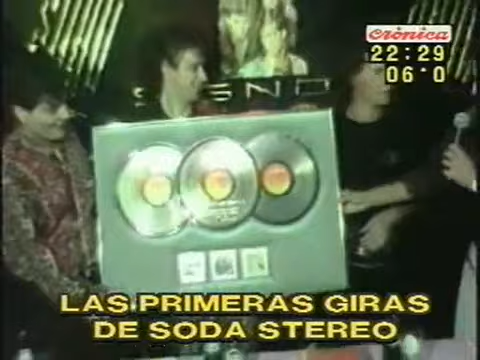 Crónica
22:29
06°0
LAS PRIMERAS GIRAS
DE SODA STEREO